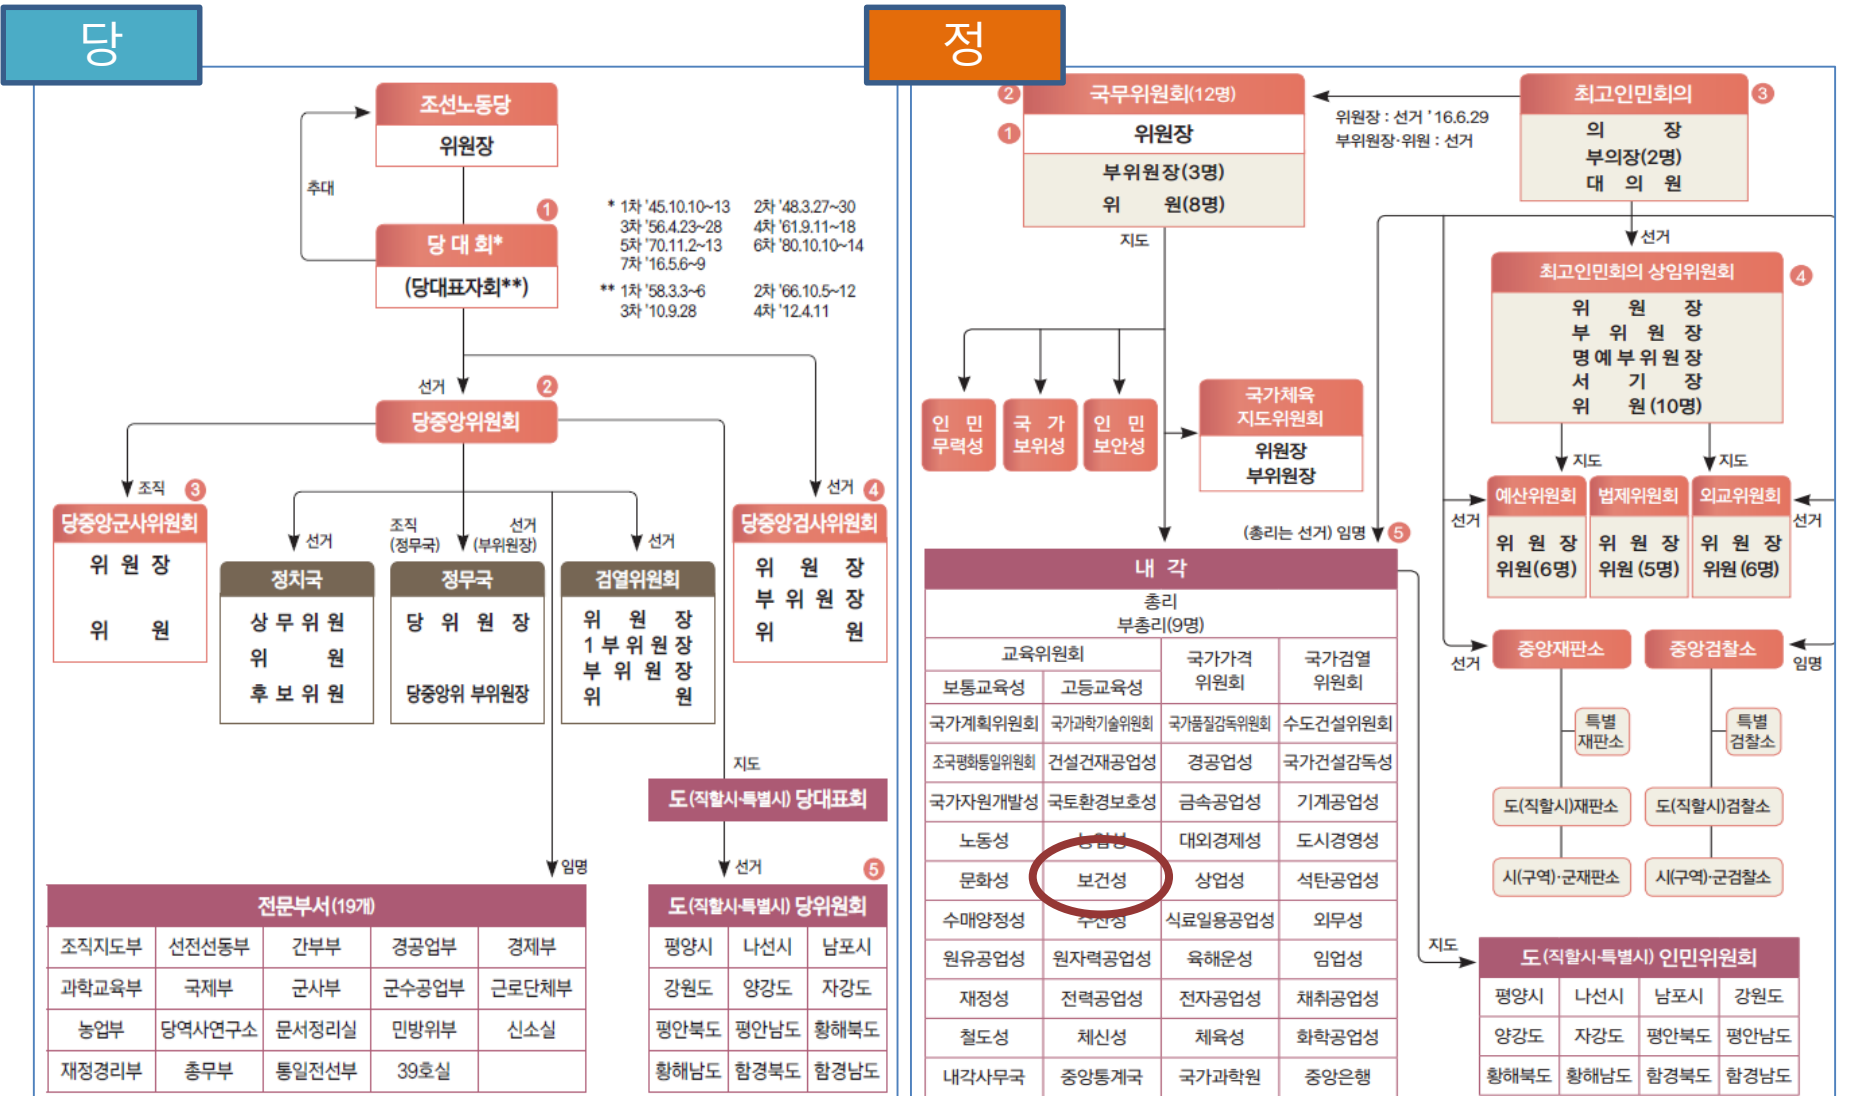 당
조선노동당
위원장
추대
1
당 대 회*
(당대표자회**)
* 1차 '45.10.10~13 2차 '48.3.27~30
3차 '56.4.23~28 4차 '61.9.11~18
5차 '70.11.2~13 6차 '80.10.10~14
7차 '16.5.6~9
** 1차 '58.3.3~6 2차 '66.10.5~12
3차 '10.9.28 4차 '12.4.11
선거
2
당중앙위원회
조직 3
당중앙군사위원회
위 원 장
위 원
선거
정치국
상 무 위 원
위 원
후 보 위 원
조직
(정무국)
선거
(부위원장)
정무국
당 위 원 장
당중앙위 부위원장
선거
검열위원회
위 원 장
1 부 위 원 장
부 위 원 장
위 원
선거 4
당중앙검사위원회
위 원 장
부 위 원 장
위 원
지도
도(직할시·특별시) 당대표회
임명
전문부서(19개)
조직지도부 선전선동부 간부부 경공업부 경제부
과학교육부 국제부 군사부 군수공업부 근로단체부
농업부 당역사연구소 문서정리실 민방위부 신소실
재정경리부 총무부 통일전선부 39호실
선거 5
도(직할시·특별시) 당위원회
평양시 나선시 남포시
강원도 양강도 자강도
평안북도 평안남도 황해북도
황해남도 함경북도 함경남도
정
2 국무위원회(12명)
1 위원장
부위원장(3명)
위 원(8명)
위원장 : 선거 '16.6.29
부위원장·위원 : 선거
최고인민회의 3
의 장
부의장(2명)
대 의 원
지도
인 민
무력성
국 가
보위성
인 민
보안성
국가체육
지도위원회
위원장
부위원장
선거
최고인민회의 상임위원회 4
위 원 장
부 위 원 장
명 예 부 위 원 장
서 기 장
위 원 (10명)
지도
지도
선거
예산위원회
위 원 장
위원(6명)
법제위원회
위 원 장
위원 (5명)
외교위원회
위 원 장
위원 (6명)
선거
(총리는 선거) 임명 5
내 각
총리
부총리(9명)
교육위원회 국가가격 위원회 국가검열 위원회
보통교육성 고등교육성
국가계획위원회 국가과학기술위원회 국가품질감독위원회 수도건설위원회
조국평화통일위원회 건설건재공업성 경공업성 국가건설감독성
국가자원개발성 국토환경보호성 금속공업성 기계공업성
노동성 농업성 대외경제성 도시경영성
문화성 보건성 상업성 석탄공업성
수매양정성 수산성 식료일용공업성 외무성
원유공업성 원자력공업성 육해운성 임업성
재정성 전력공업성 전자공업성 채취공업성
철도성 체신성 체육성 화학공업성
내각사무국 중앙통계국 국가과학원 중앙은행
선거
중앙재판소
특별
재판소
도(직할시)재판소
시(구역)·군재판소
중앙검찰소
임명
특별
검찰소
도(직할시)검찰소
시(구역)·군검찰소
지도
도(직할시·특별시) 인민위원회
평양시 나선시 남포시 강원도
양강도 자강도 평안북도 평안남도
황해북도 황해남도 함경북도 함경남도